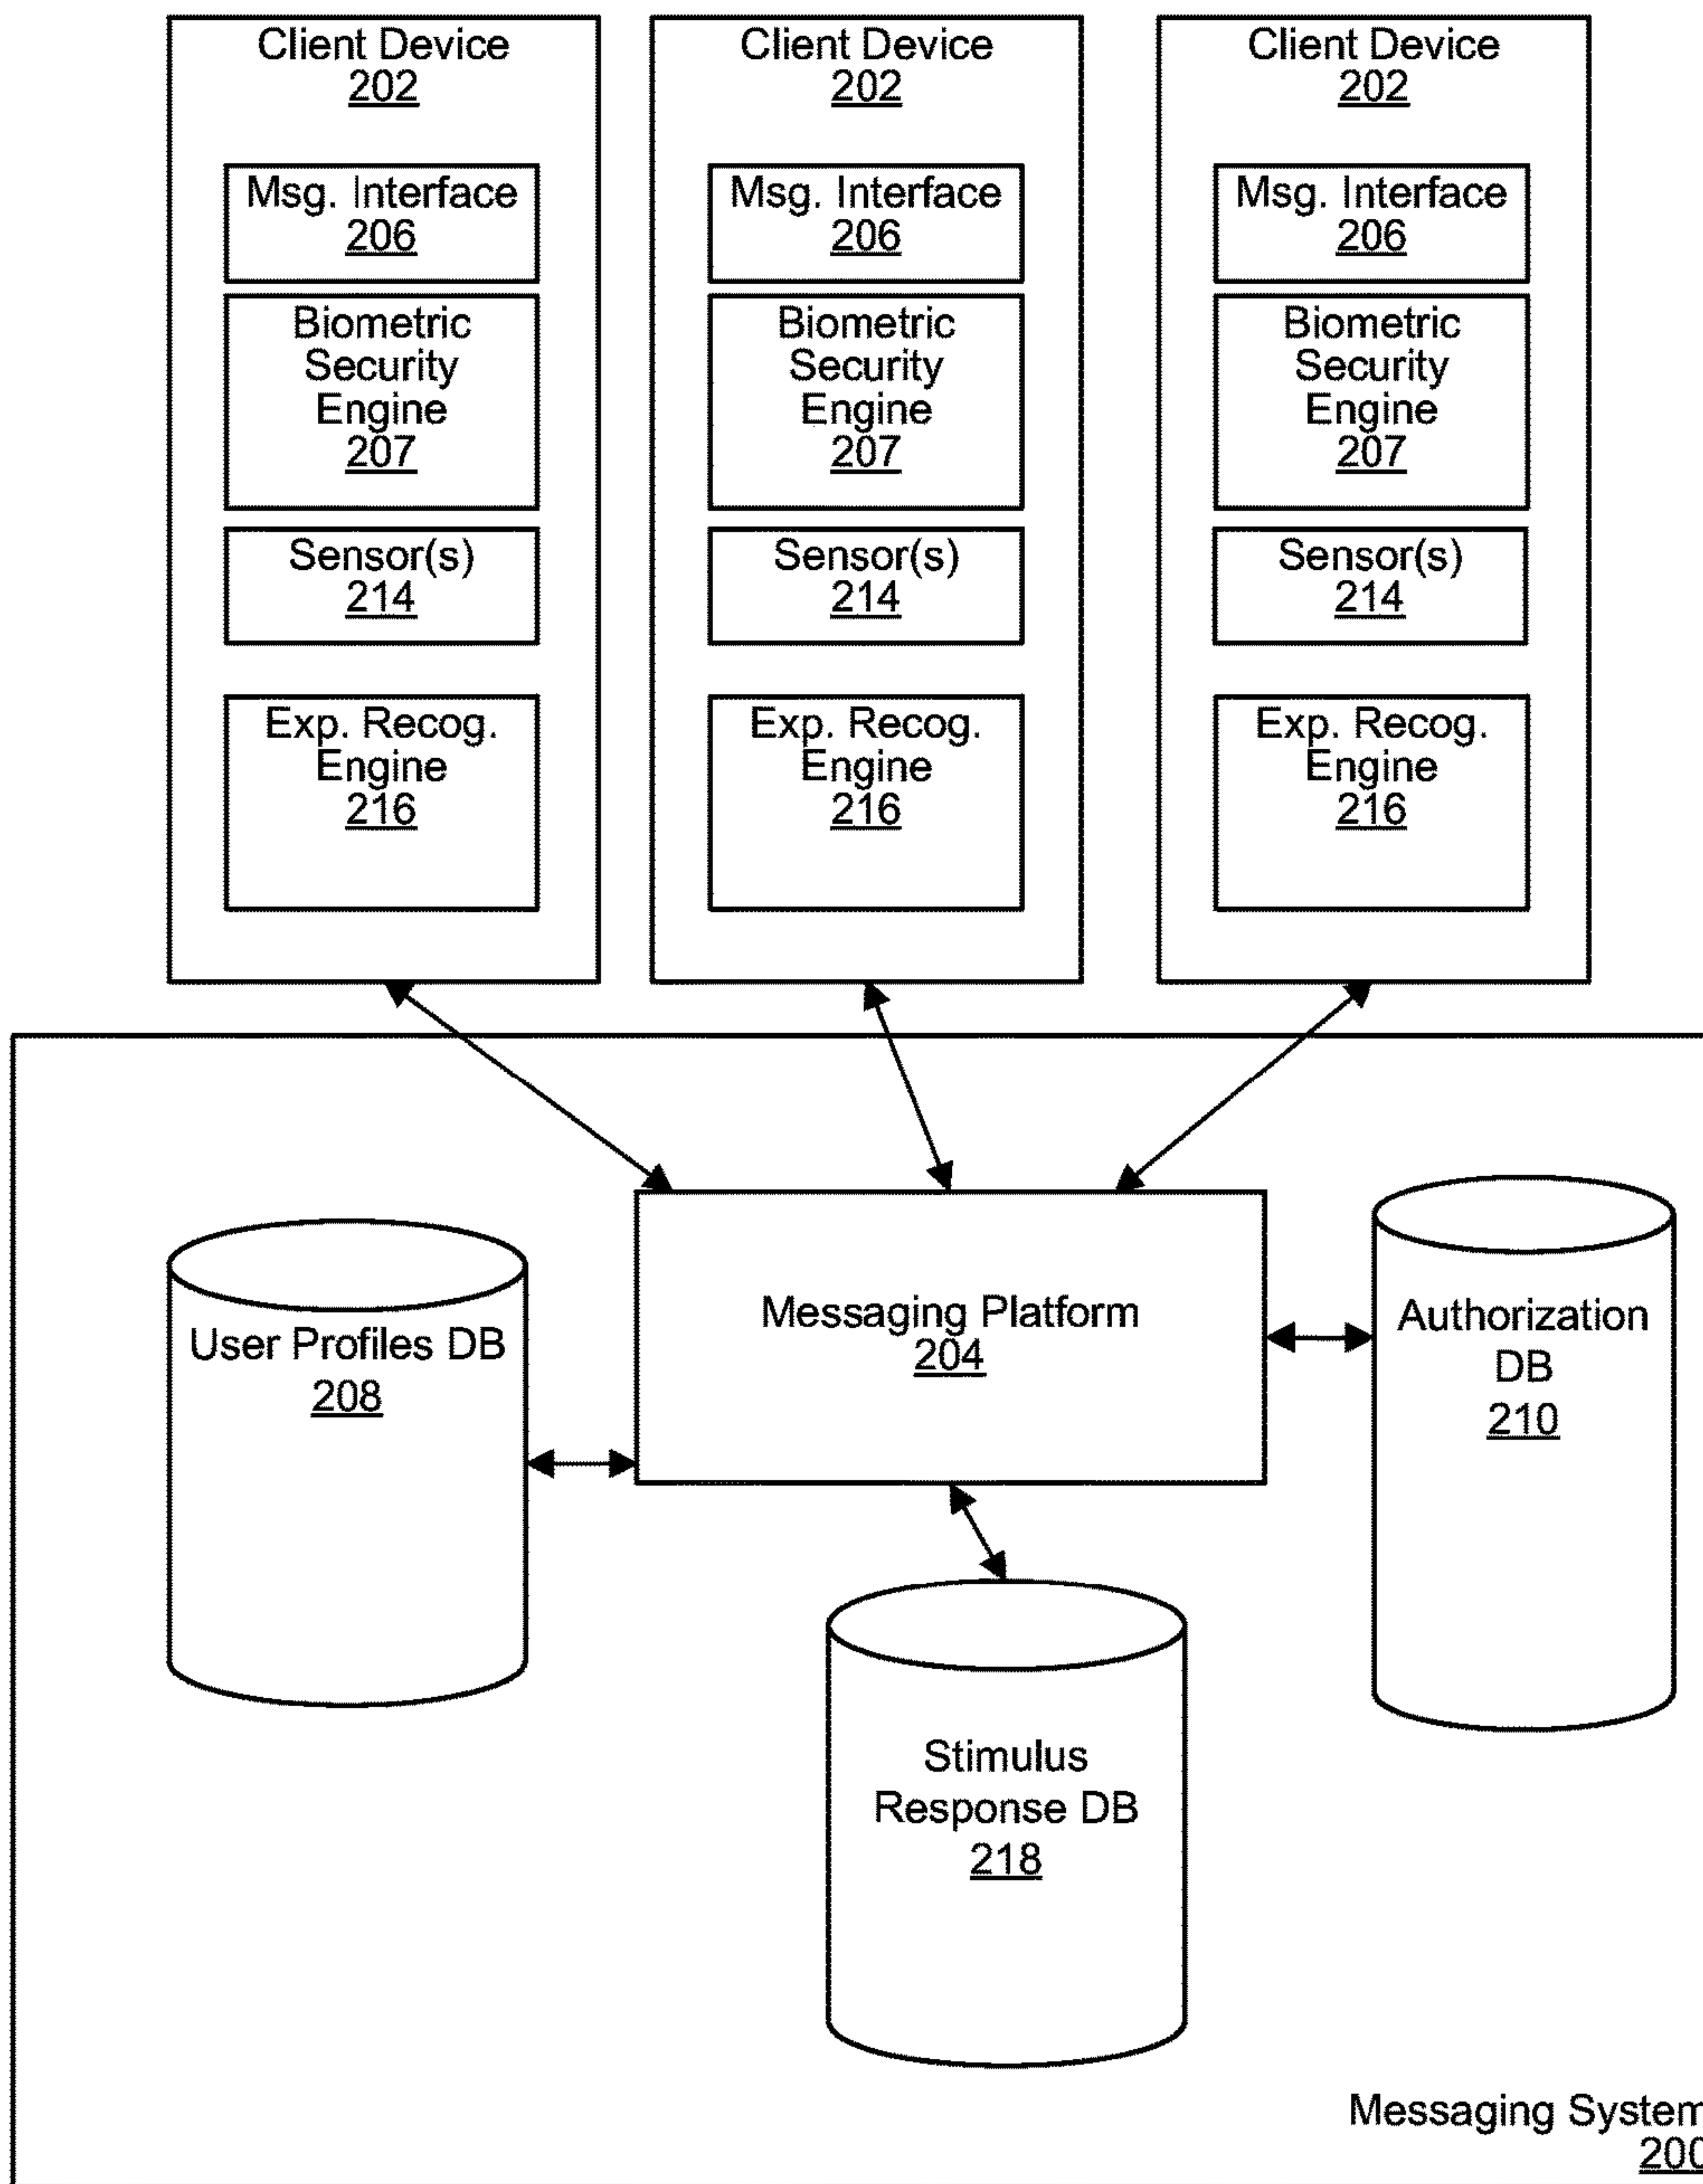 Client Device
202
Msg. Interface
206
Biometric
Security
Engine
207
Sensor(s)
214
Exp. Recog.
Engine
216
Client Device
202
Msg. Interface
206
Biometric
Security
Engine
207
Sensor(s)
214
Exp. Recog.
Engine
216
Client Device
202
Msg. Interface
206
Biometric
Security
Engine
207
Sensor(s)
214
Exp. Recog.
Engine
216
User Profiles DB
208
Messaging Platform
204
Authorization
DB
210
Stimulus
Response DB
218
Messaging System
200